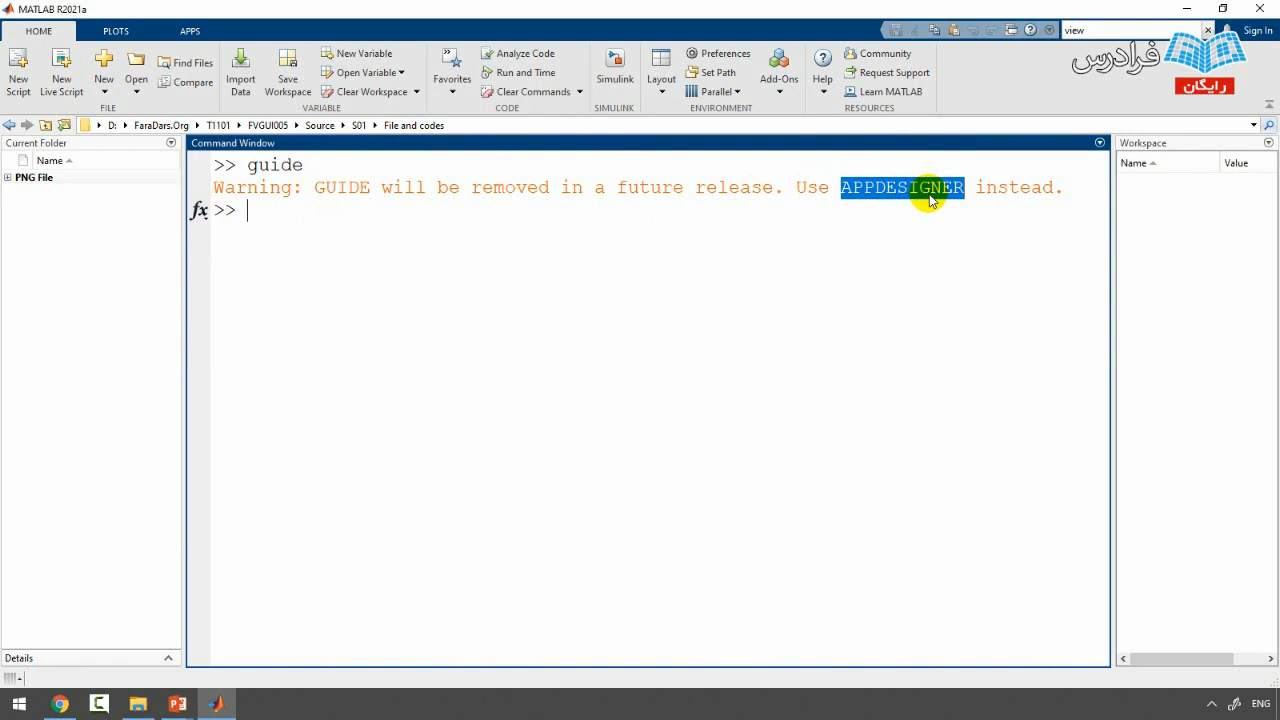 MATLAB R2021a
HOME
PLOTS
APPS
view
Sign In
فرادرس
رایگان
New Script
New Live Script
New
Open
Find Files
Compare
FILE
Import Data
Save Workspace
New Variable
Open Variable
Clear Workspace
VARIABLE
Favorites
Analyze Code
Run and Time
Clear Commands
CODE
Simulink
SIMULINK
Layout
Preferences
Set Path
Parallel
Add-Ons
ENVIRONMENT
Help
Community
Request Support
Learn MATLAB
RESOURCES
D: FaraDars.Org T1101 FVGUI005 Source S01 File and codes
Current Folder
Name
PNG File
Details
Command Window
>> guide
Warning: GUIDE will be removed in a future release. Use APPDESIGNER instead.
fx >>
Workspace
Name
Value
ENG